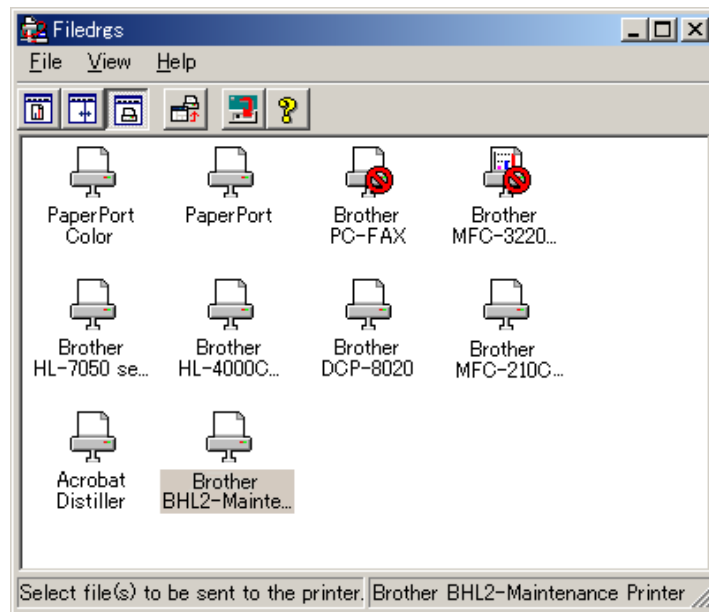 Filedrgs
File View Help
PaperPort
Color
PaperPort
Brother
PC-FAX
Brother
MFC-3220...
Brother
HL-7050 se...
Brother
HL-4000C...
Brother
DCP-8020
Brother
MFC-210C...
Acrobat
Distiller
Brother
BHL2-Mainte...
Select file(s) to be sent to the printer. Brother BHL2-Maintenance Printer